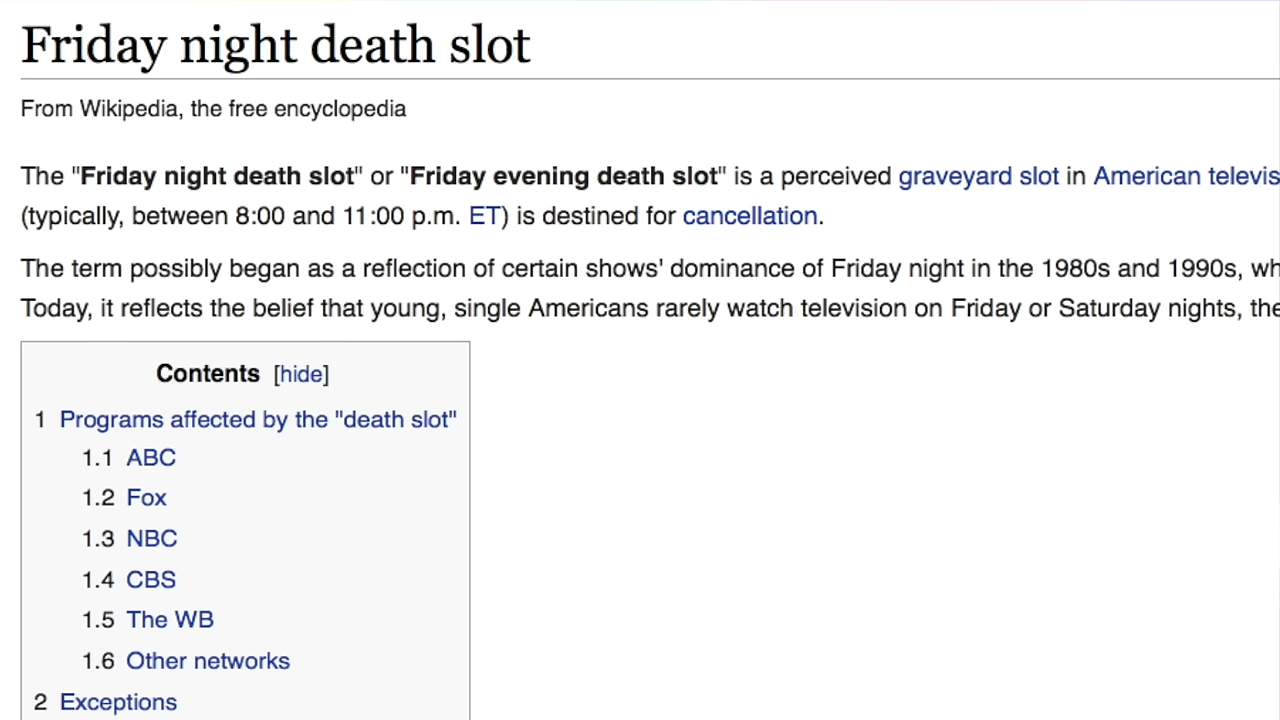 Friday night death slot
From Wikipedia, the free encyclopedia
The "Friday night death slot" or "Friday evening death slot" is a perceived graveyard slot in American televis
(typically, between 8:00 and 11:00 p.m. ET) is destined for cancellation.
The term possibly began as a reflection of certain shows' dominance of Friday night in the 1980s and 1990s, wh
Today, it reflects the belief that young, single Americans rarely watch television on Friday or Saturday nights, the
Contents [hide]
1 Programs affected by the "death slot"
1.1 ABC
1.2 Fox
1.3 NBC
1.4 CBS
1.5 The WB
1.6 Other networks
2 Exceptions